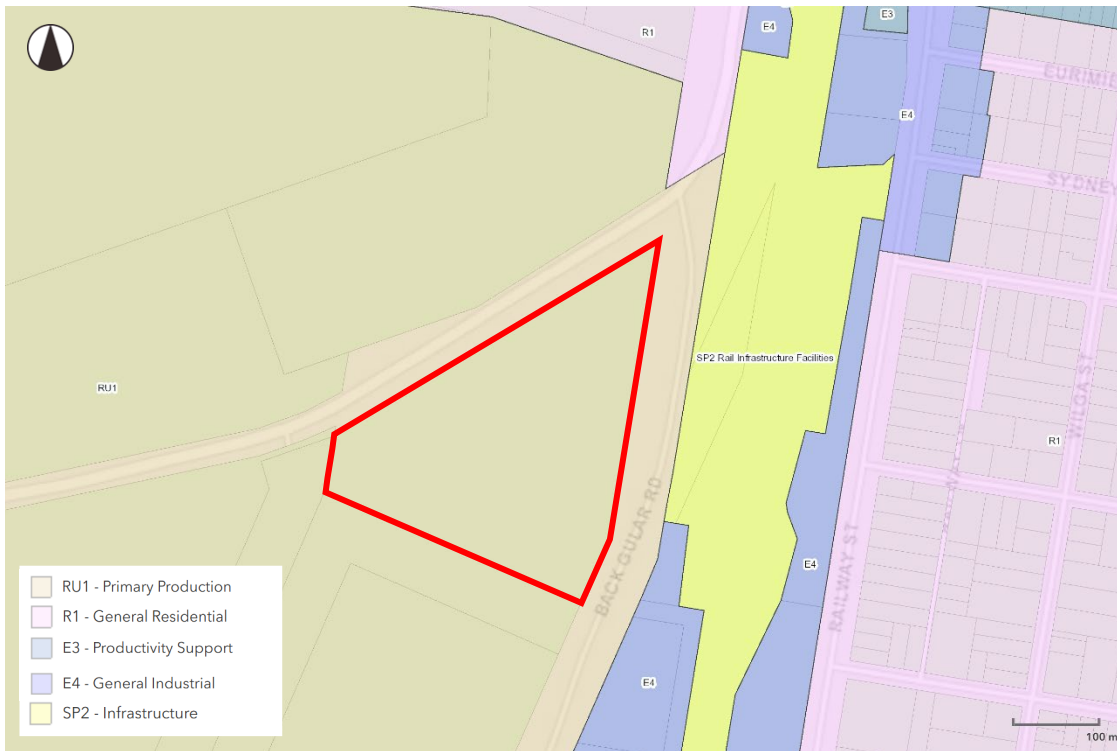 R1
E4
E3
EURIMIE
E4
SYDNEY
SP2 Rail Infrastructure Facilities
RU1
WILGA ST
R1
BACK GULAR RD
RAILWAY ST
E4
E4
RU1 - Primary Production
R1 - General Residential
E3 - Productivity Support
E4 - General Industrial
SP2 - Infrastructure
100 m